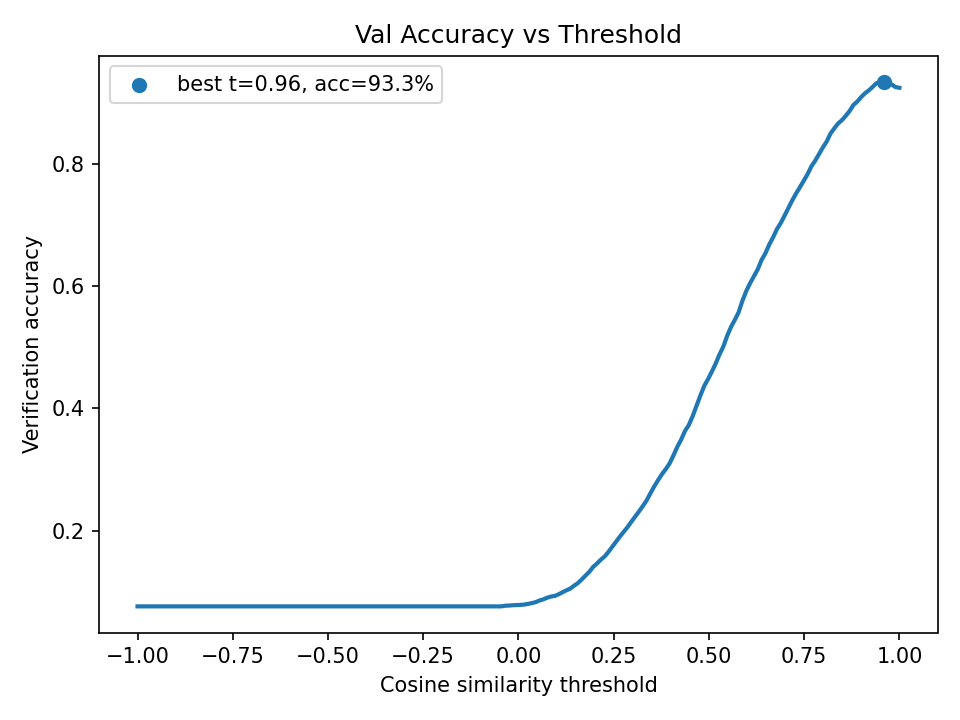 Val Accuracy vs Threshold
best t=0.96, acc=93.3%
Verification accuracy
0.8
0.6
0.4
0.2
−1.00 −0.75 −0.50 −0.25 0.00 0.25 0.50 0.75 1.00
Cosine similarity threshold